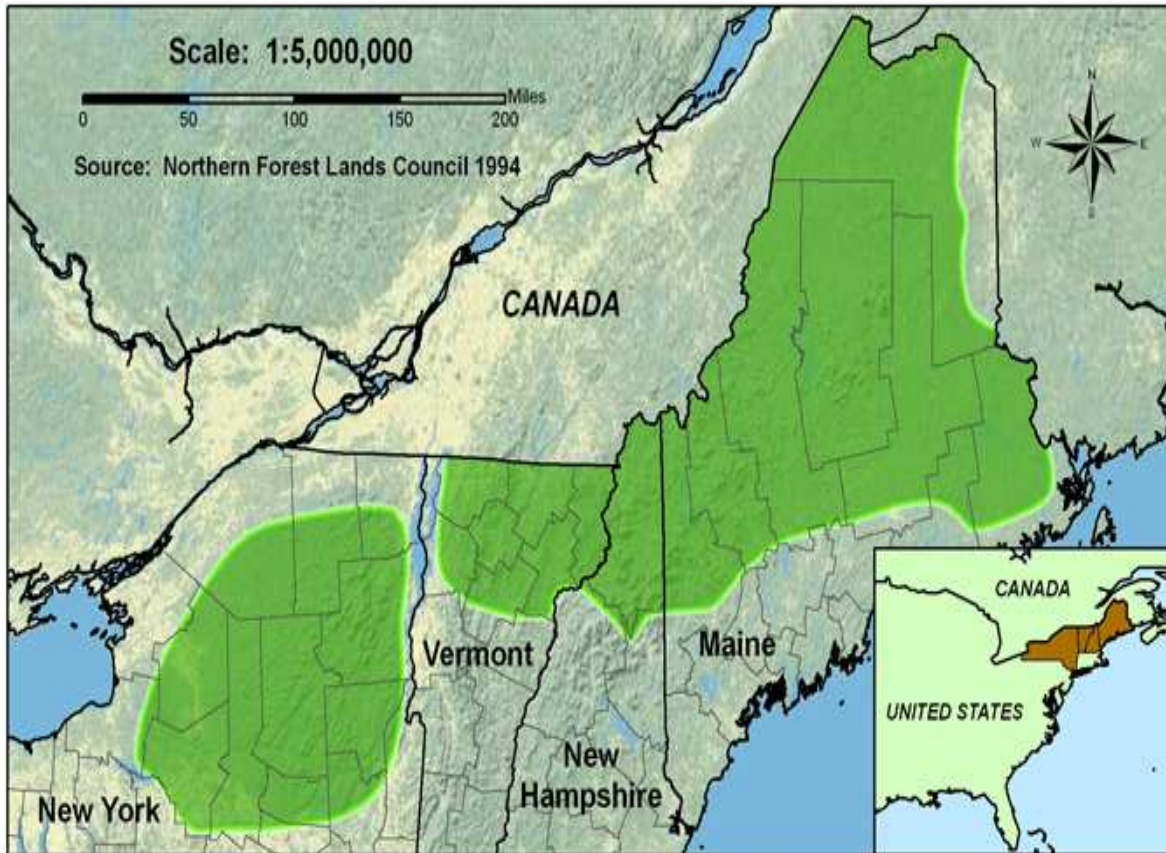 Scale: 1:5,000,000
Miles
0 50 100 150 200
Source: Northern Forest Lands Council 1994
N
W E
S
CANADA
Vermont
Maine
New
Hampshire
New York
CANADA
UNITED STATES